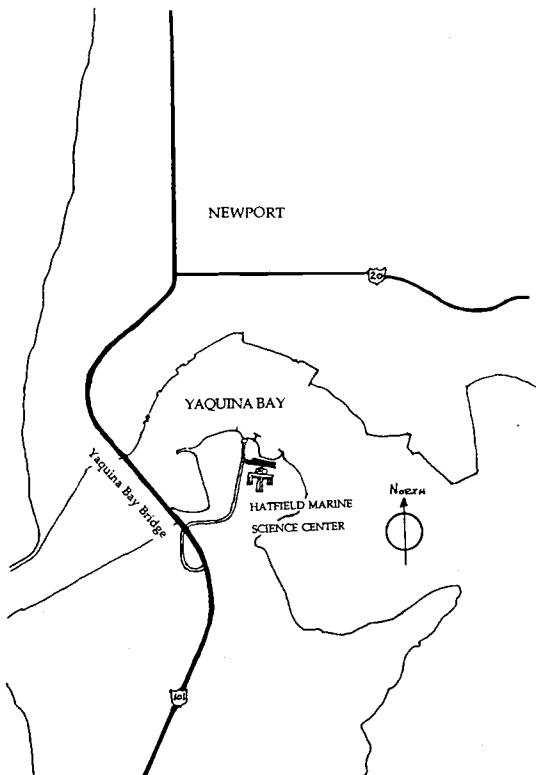 NEWPORT
20
YAQUINA BAY
Yaquina Bay Bridge
HATFIELD MARINE
SCIENCE CENTER
NORTH
101